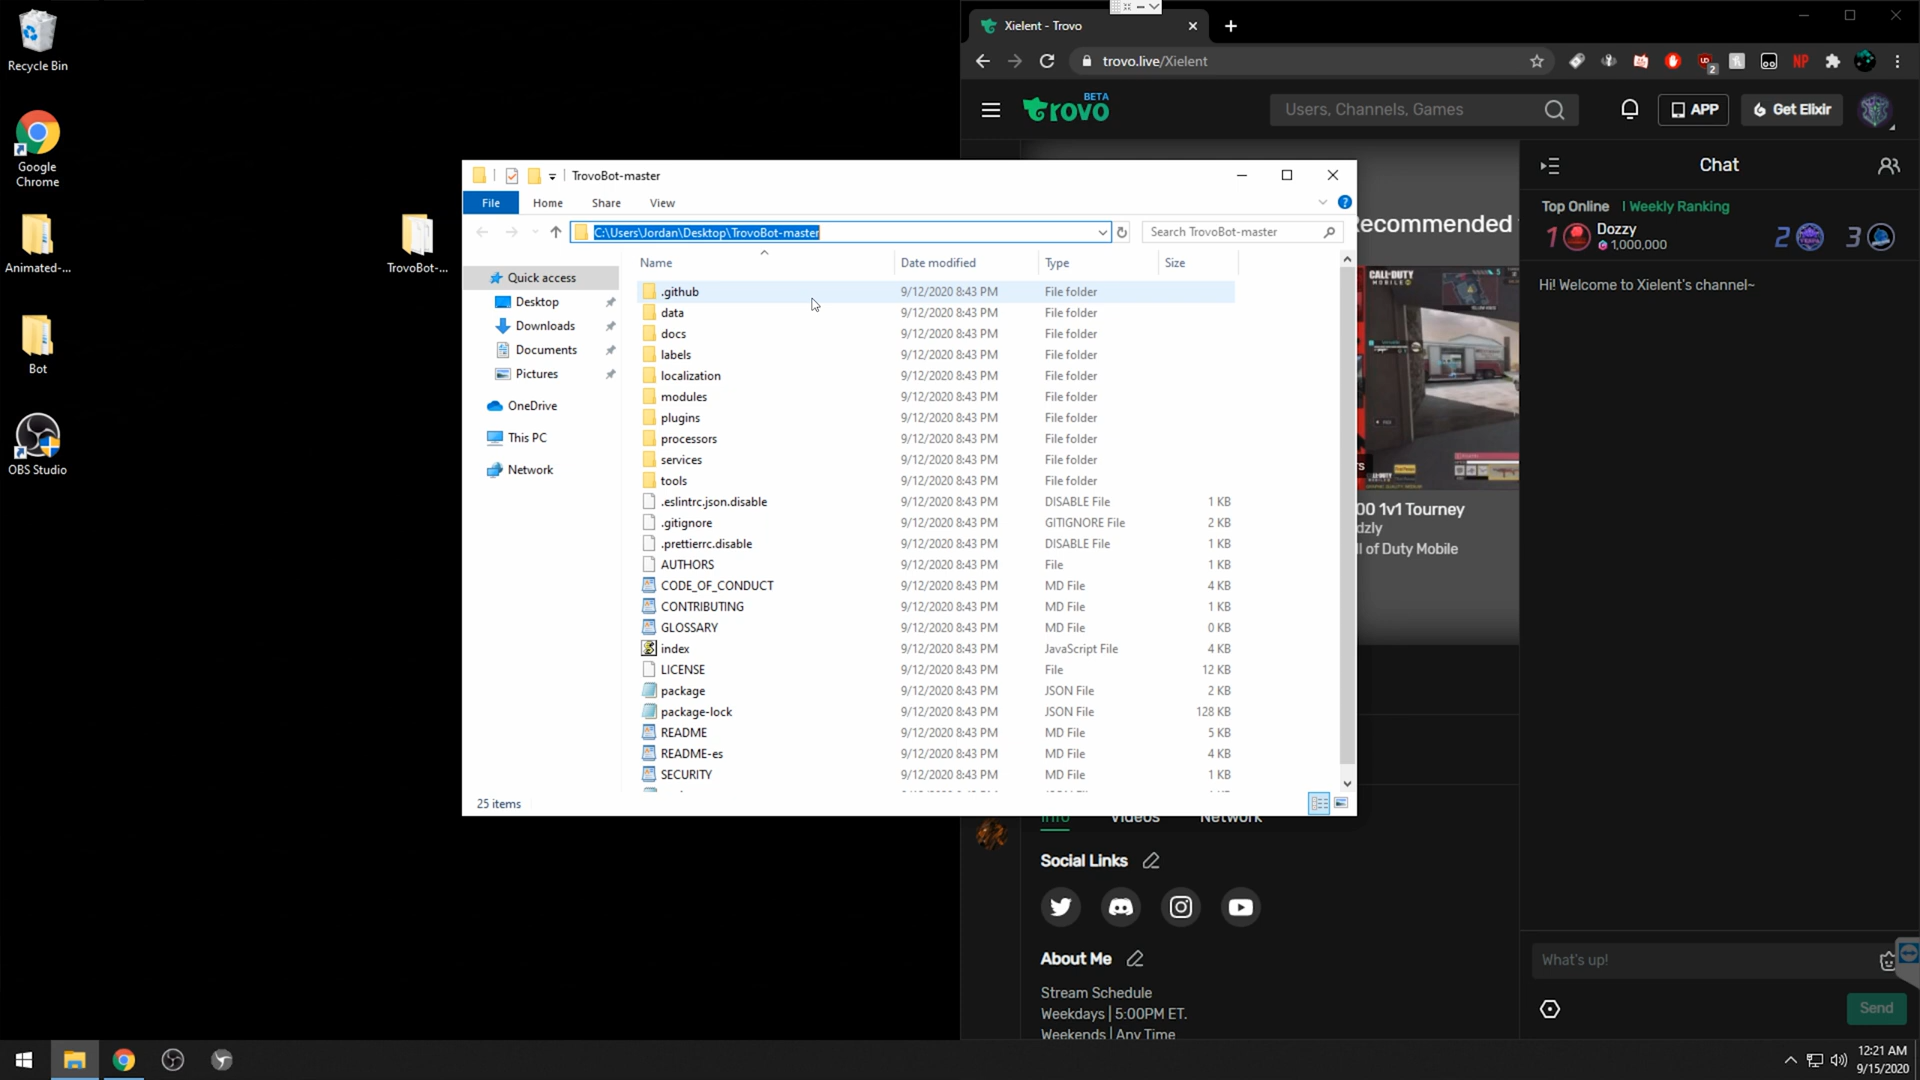 Recycle Bin
Google
Chrome
Animated-...
Bot
OBS Studio
TrovoBot-...
Xielent - Trovo
trovo.live/Xielent
2
NP
Trovo
BETA
Users, Channels, Games
APP
Get Elixir
Chat
Top Online | Weekly Ranking
1 Dozzy
1,000,000
2
3
Hi! Welcome to Xielent's channel~
TrovoBot-master
File Home Share View
C:\Users\Jordan\Desktop\TrovoBot-master
Search TrovoBot-master
Name Date modified Type Size
Quick access
Desktop
Downloads
Documents
Pictures
OneDrive
This PC
Network
.github 9/12/2020 8:43 PM File folder
data 9/12/2020 8:43 PM File folder
docs 9/12/2020 8:43 PM File folder
labels 9/12/2020 8:43 PM File folder
localization 9/12/2020 8:43 PM File folder
modules 9/12/2020 8:43 PM File folder
plugins 9/12/2020 8:43 PM File folder
processors 9/12/2020 8:43 PM File folder
services 9/12/2020 8:43 PM File folder
tools 9/12/2020 8:43 PM File folder
.eslintrc.json.disable 9/12/2020 8:43 PM DISABLE File 1 KB
.gitignore 9/12/2020 8:43 PM GITIGNORE File 2 KB
.prettierrc.disable 9/12/2020 8:43 PM DISABLE File 1 KB
AUTHORS 9/12/2020 8:43 PM File 1 KB
CODE_OF_CONDUCT 9/12/2020 8:43 PM MD File 4 KB
CONTRIBUTING 9/12/2020 8:43 PM MD File 1 KB
GLOSSARY 9/12/2020 8:43 PM MD File 0 KB
index 9/12/2020 8:43 PM JavaScript File 4 KB
LICENSE 9/12/2020 8:43 PM File 12 KB
package 9/12/2020 8:43 PM JSON File 2 KB
package-lock 9/12/2020 8:43 PM JSON File 128 KB
README 9/12/2020 8:43 PM MD File 5 KB
README-es 9/12/2020 8:43 PM MD File 4 KB
SECURITY 9/12/2020 8:43 PM MD File 1 KB
25 items
ecommended
CALL·DUTY
MOBILE
00 1v1 Tourney
dzly
ll of Duty Mobile
Info Videos Network
Social Links
About Me
Stream Schedule
Weekdays | 5:00PM ET.
Weekends | Any Time
What's up!
Send
12:21 AM
9/15/2020